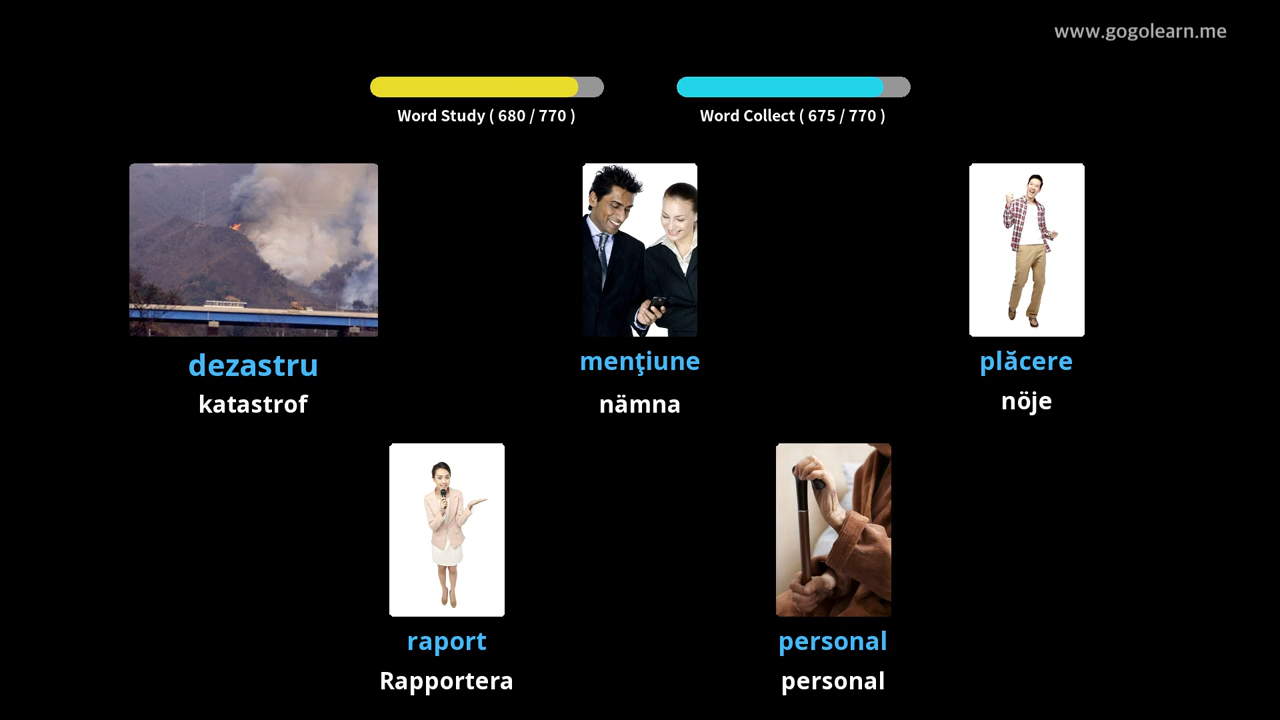 www.gogolearn.me
Word Study ( 680 / 770 )
Word Collect ( 675 / 770 )
dezastru
katastrof
menţiune
nämna
plăcere
nöje
raport
Rapportera
personal
personal